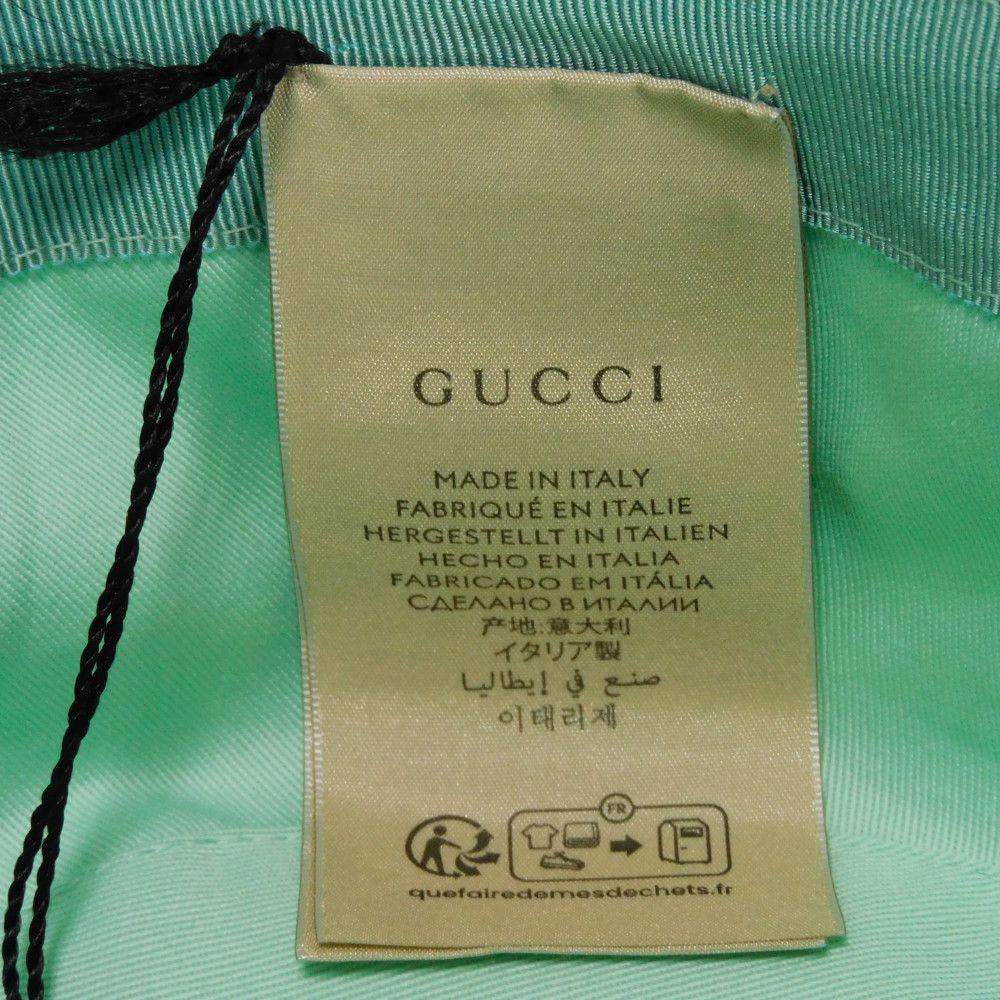 GUCCI
MADE IN ITALY
FABRIQUÉ EN ITALIE
HERGESTELLT IN ITALIEN
HECHO EN ITALIA
FABRICADO EM ITÁLIA
СДЕЛАНО В ИТАЛИИ
产地:意大利
イタリア製
صنع في إيطاليا
이태리제
FR
quefairedemesdechets.fr